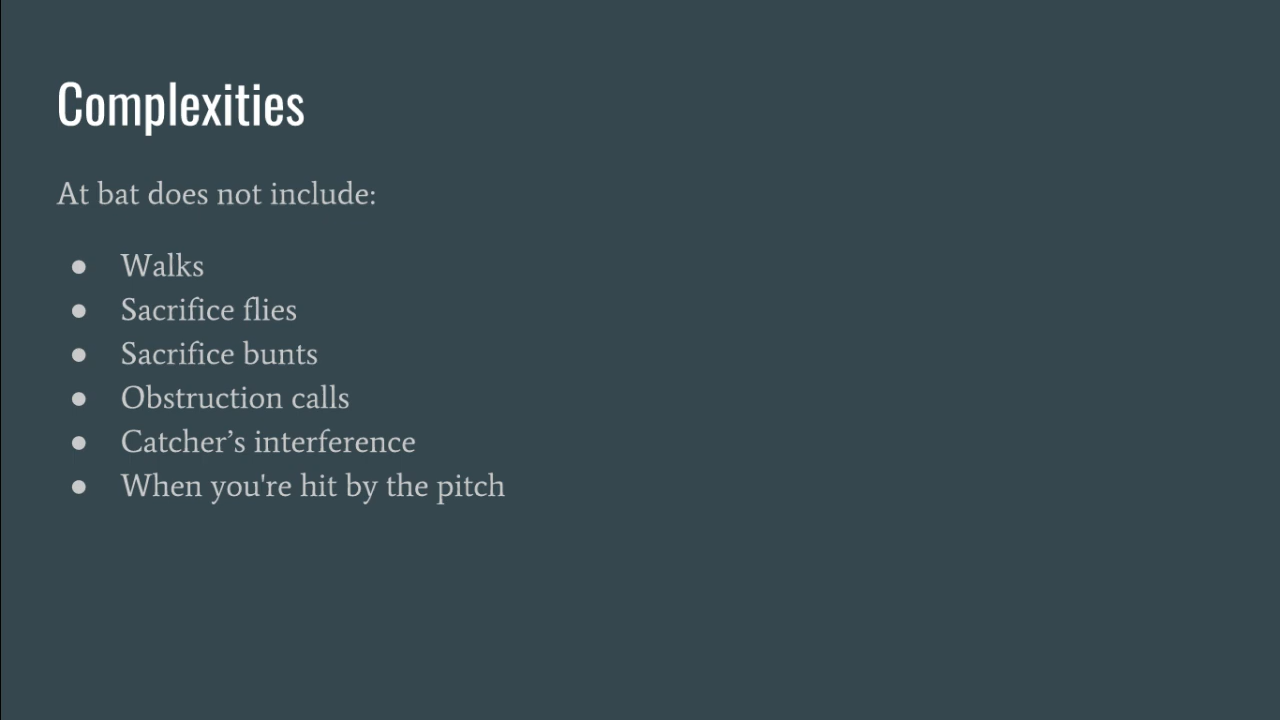 Complexities
At bat does not include:
● Walks
● Sacrifice flies
● Sacrifice bunts
● Obstruction calls
● Catcher’s interference
● When you're hit by the pitch